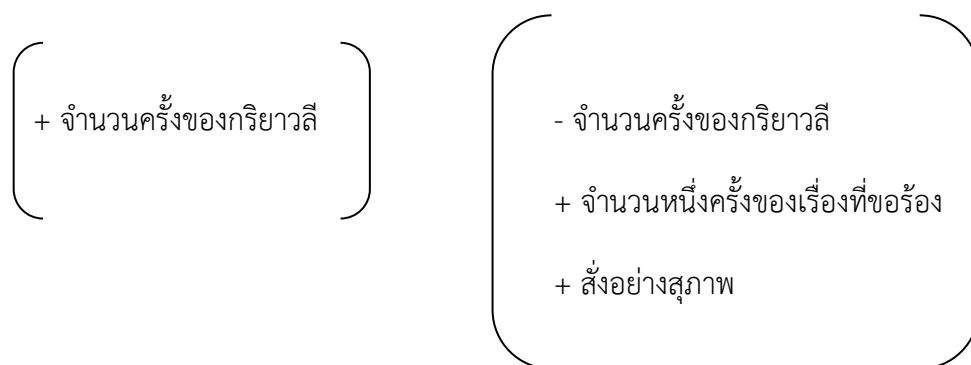 + จำนวนครั้งของกริยาวลี
- จำนวนครั้งของกริยาวลี
+ จำนวนหนึ่งครั้งของเรื่องที่ขอร้อง
+ สั่งอย่างสุภาพ